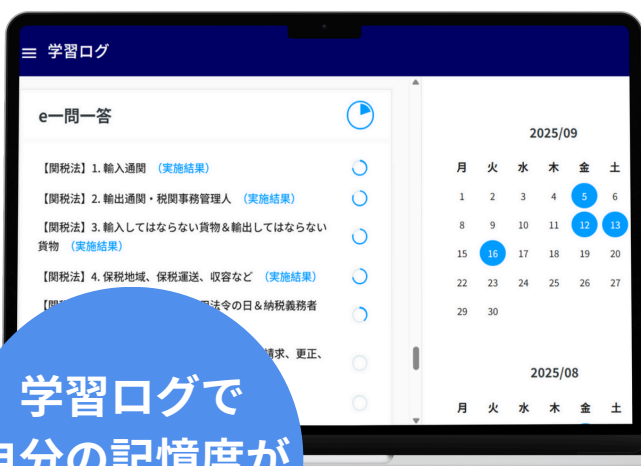 学習ログ
e一問一答
【関税法】1. 輸入通関 （実施結果）
【関税法】2. 輸出通関・税関事務管理人 （実施結果）
【関税法】3. 輸入してはならない貨物＆輸出してはならない
貨物 （実施結果）
【関税法】4. 保税地域、保税運送、収容など （実施結果）
法令の日＆納税義務者
請求、更正、
2025/09
月 火 水 木 金 土
1 2 3 4 5 6
8 9 10 11 12 13
15 16 17 18 19 20
22 23 24 25 26 27
29 30
2025/08
月 火 水 木 金 土
学習ログで
自分の記憶度が